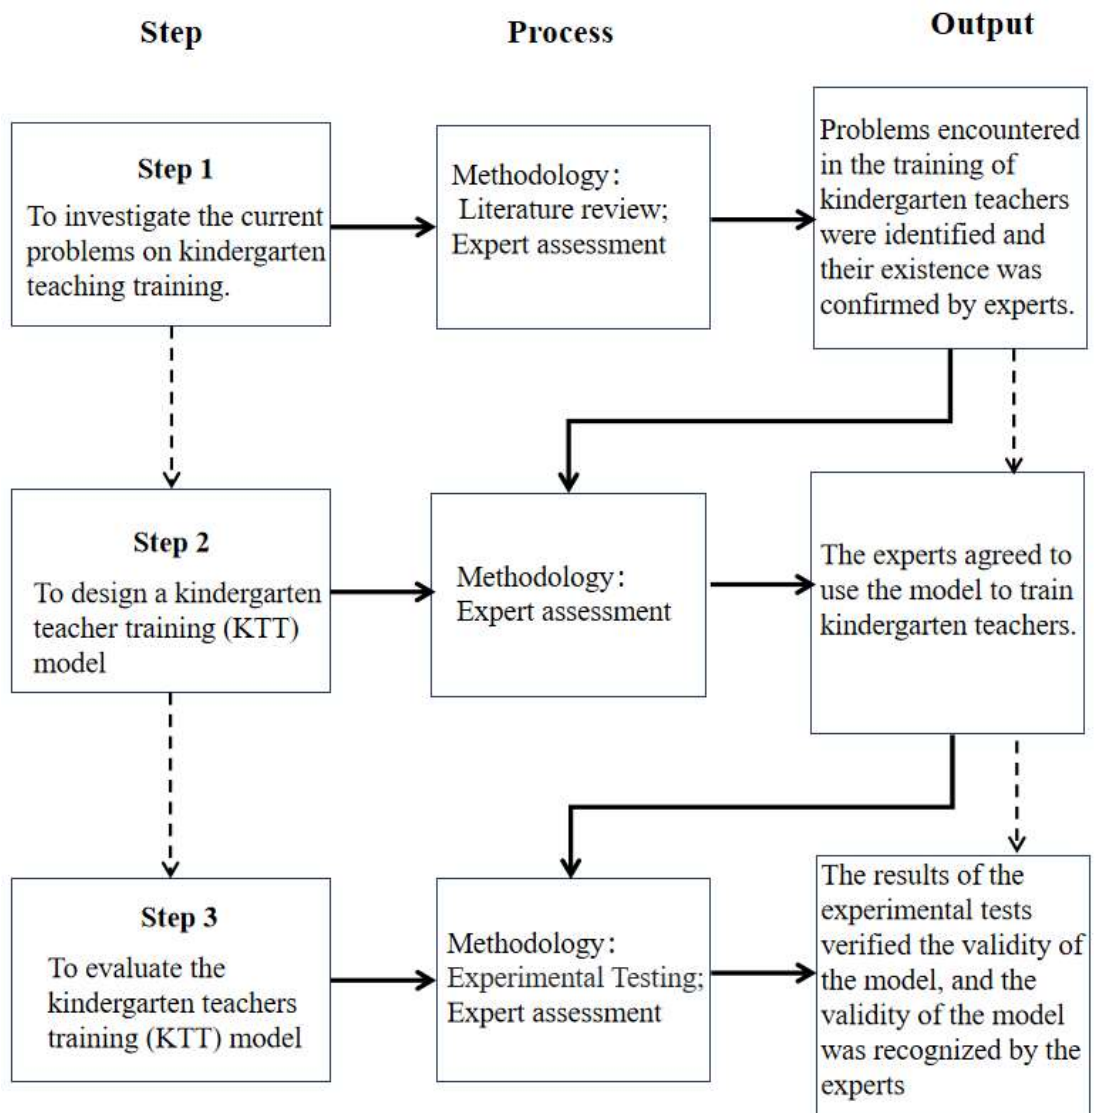 Step
Process
Output
Step 1
To investigate the current
problems on kindergarten
teaching training.
Methodology:
Literature review;
Expert assessment
Problems encountered
in the training of
kindergarten teachers
were identified and
their existence was
confirmed by experts.
Step 2
To design a kindergarten
teacher training (KTT)
model
Methodology:
Expert assessment
The experts agreed to
use the model to train
kindergarten teachers.
Step 3
To evaluate the
kindergarten teachers
training (KTT) model
Methodology:
Experimental Testing;
Expert assessment
The results of the
experimental tests
verified the validity of
the model, and the
validity of the model
was recognized by the
experts